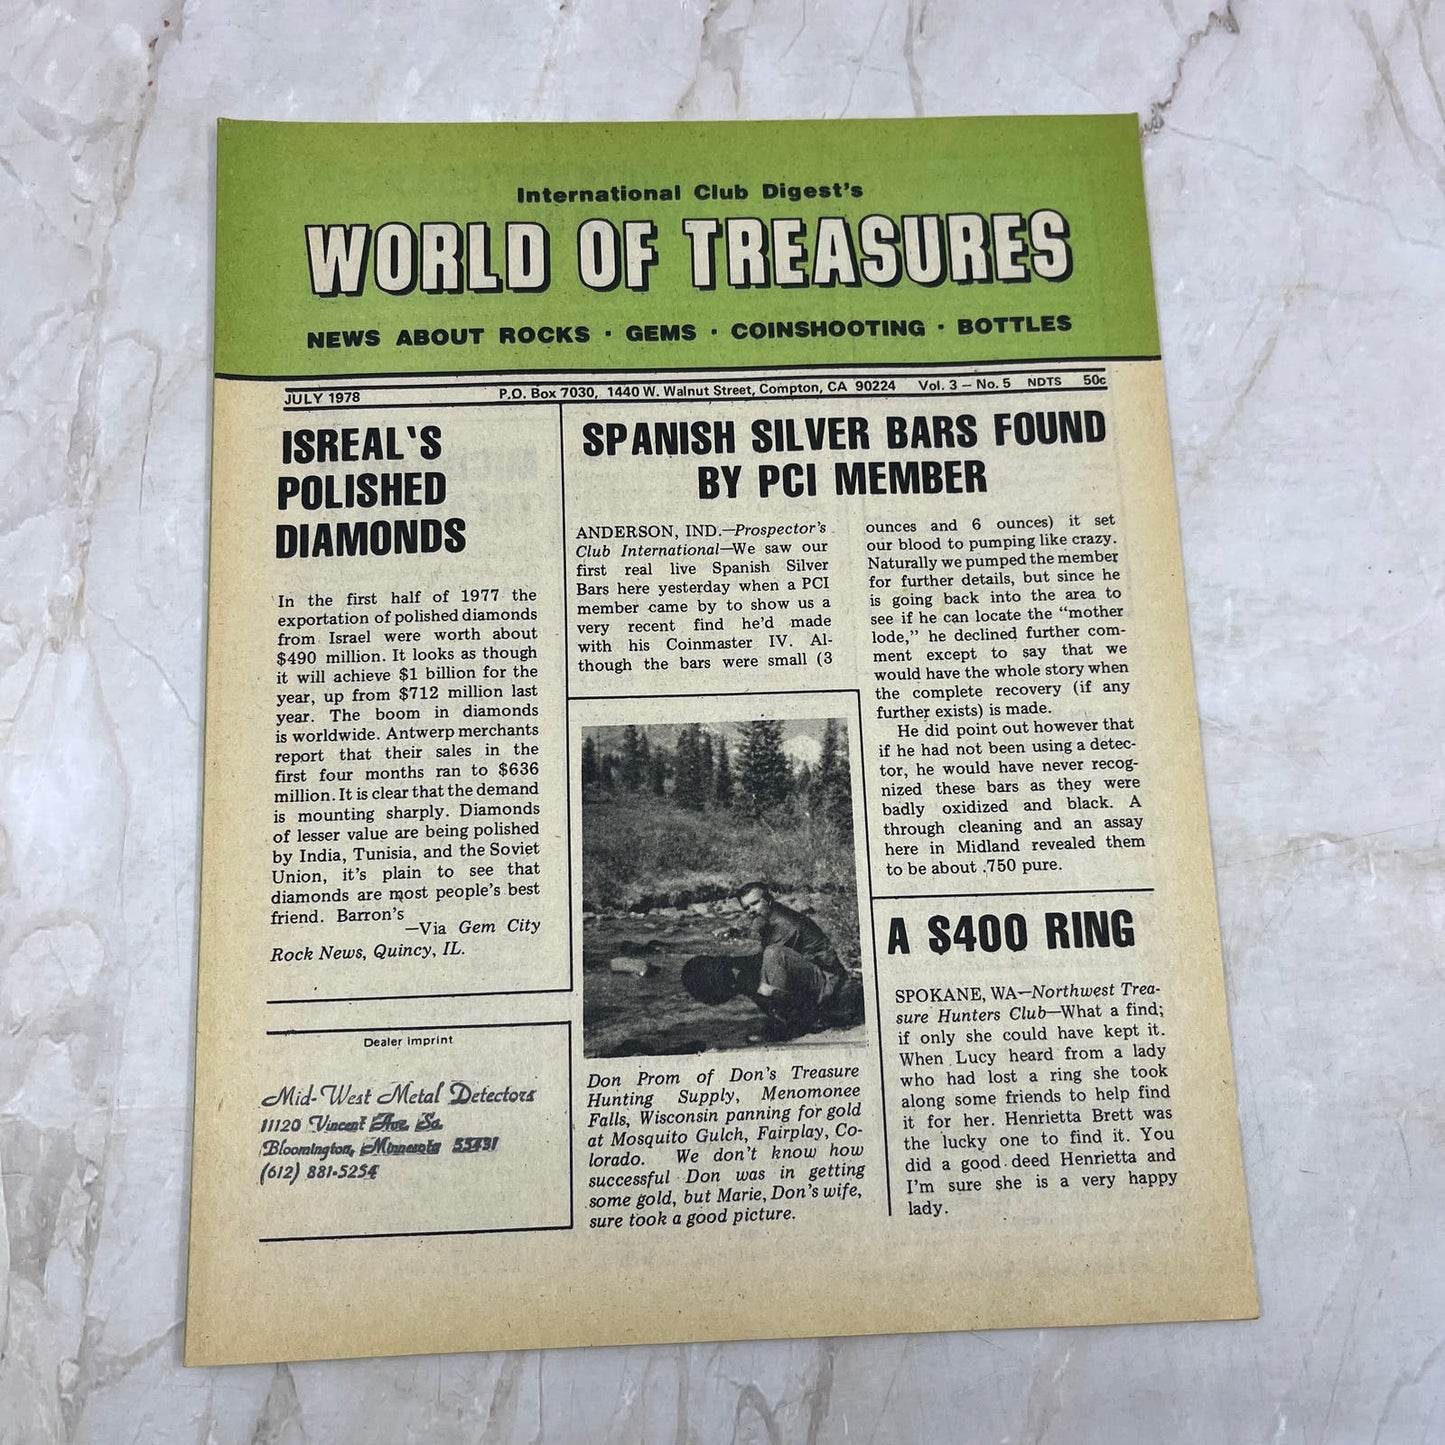 International Club Digest's
WORLD OF TREASURES
NEWS ABOUT ROCKS · GEMS · COINSHOOTING · BOTTLES
JULY 1978 P.O. Box 7030, 1440 W. Walnut Street, Compton, CA 90224 Vol. 3 – No. 5 NDTS 50c
ISREAL'S
POLISHED
DIAMONDS
In the first half of 1977 the
exportation of polished diamonds
from Israel were worth about
$490 million. It looks as though
it will achieve $1 billion for the
year, up from $712 million last
year. The boom in diamonds
is worldwide. Antwerp merchants
report that their sales in the
first four months ran to $636
million. It is clear that the demand
is mounting sharply. Diamonds
of lesser value are being polished
by India, Tunisia, and the Soviet
Union, it's plain to see that
diamonds are most people's best
friend. Barron's
—Via Gem City
Rock News, Quincy, IL.
Dealer Imprint
Mid-West Metal Detectors
11120 Vincent Ave. So.
Bloomington, Minnesota 55431
(612) 881-5254
SPANISH SILVER BARS FOUND
BY PCI MEMBER
ANDERSON, IND.—Prospector's
Club International—We saw our
first real live Spanish Silver
Bars here yesterday when a PCI
member came by to show us a
very recent find he'd made
with his Coinmaster IV. Al-
though the bars were small (3
ounces and 6 ounces) it set
our blood to pumping like crazy.
Naturally we pumped the member
for further details, but since he
is going back into the area to
see if he can locate the "mother
lode," he declined further com-
ment except to say that we
would have the whole story when
the complete recovery (if any
further exists) is made.
He did point out however that
if he had not been using a detec-
tor, he would have never recog-
nized these bars as they were
badly oxidized and black. A
through cleaning and an assay
here in Midland revealed them
to be about .750 pure.
Don Prom of Don's Treasure
Hunting Supply, Menomonee
Falls, Wisconsin panning for gold
at Mosquito Gulch, Fairplay, Co-
lorado. We don't know how
successful Don was in getting
some gold, but Marie, Don's wife,
sure took a good picture.
A $400 RING
SPOKANE, WA—Northwest Trea-
sure Hunters Club—What a find;
if only she could have kept it.
When Lucy heard from a lady
who had lost a ring she took
along some friends to help find
it for her. Henrietta Brett was
the lucky one to find it. You
did a good deed Henrietta and
I'm sure she is a very happy
lady.